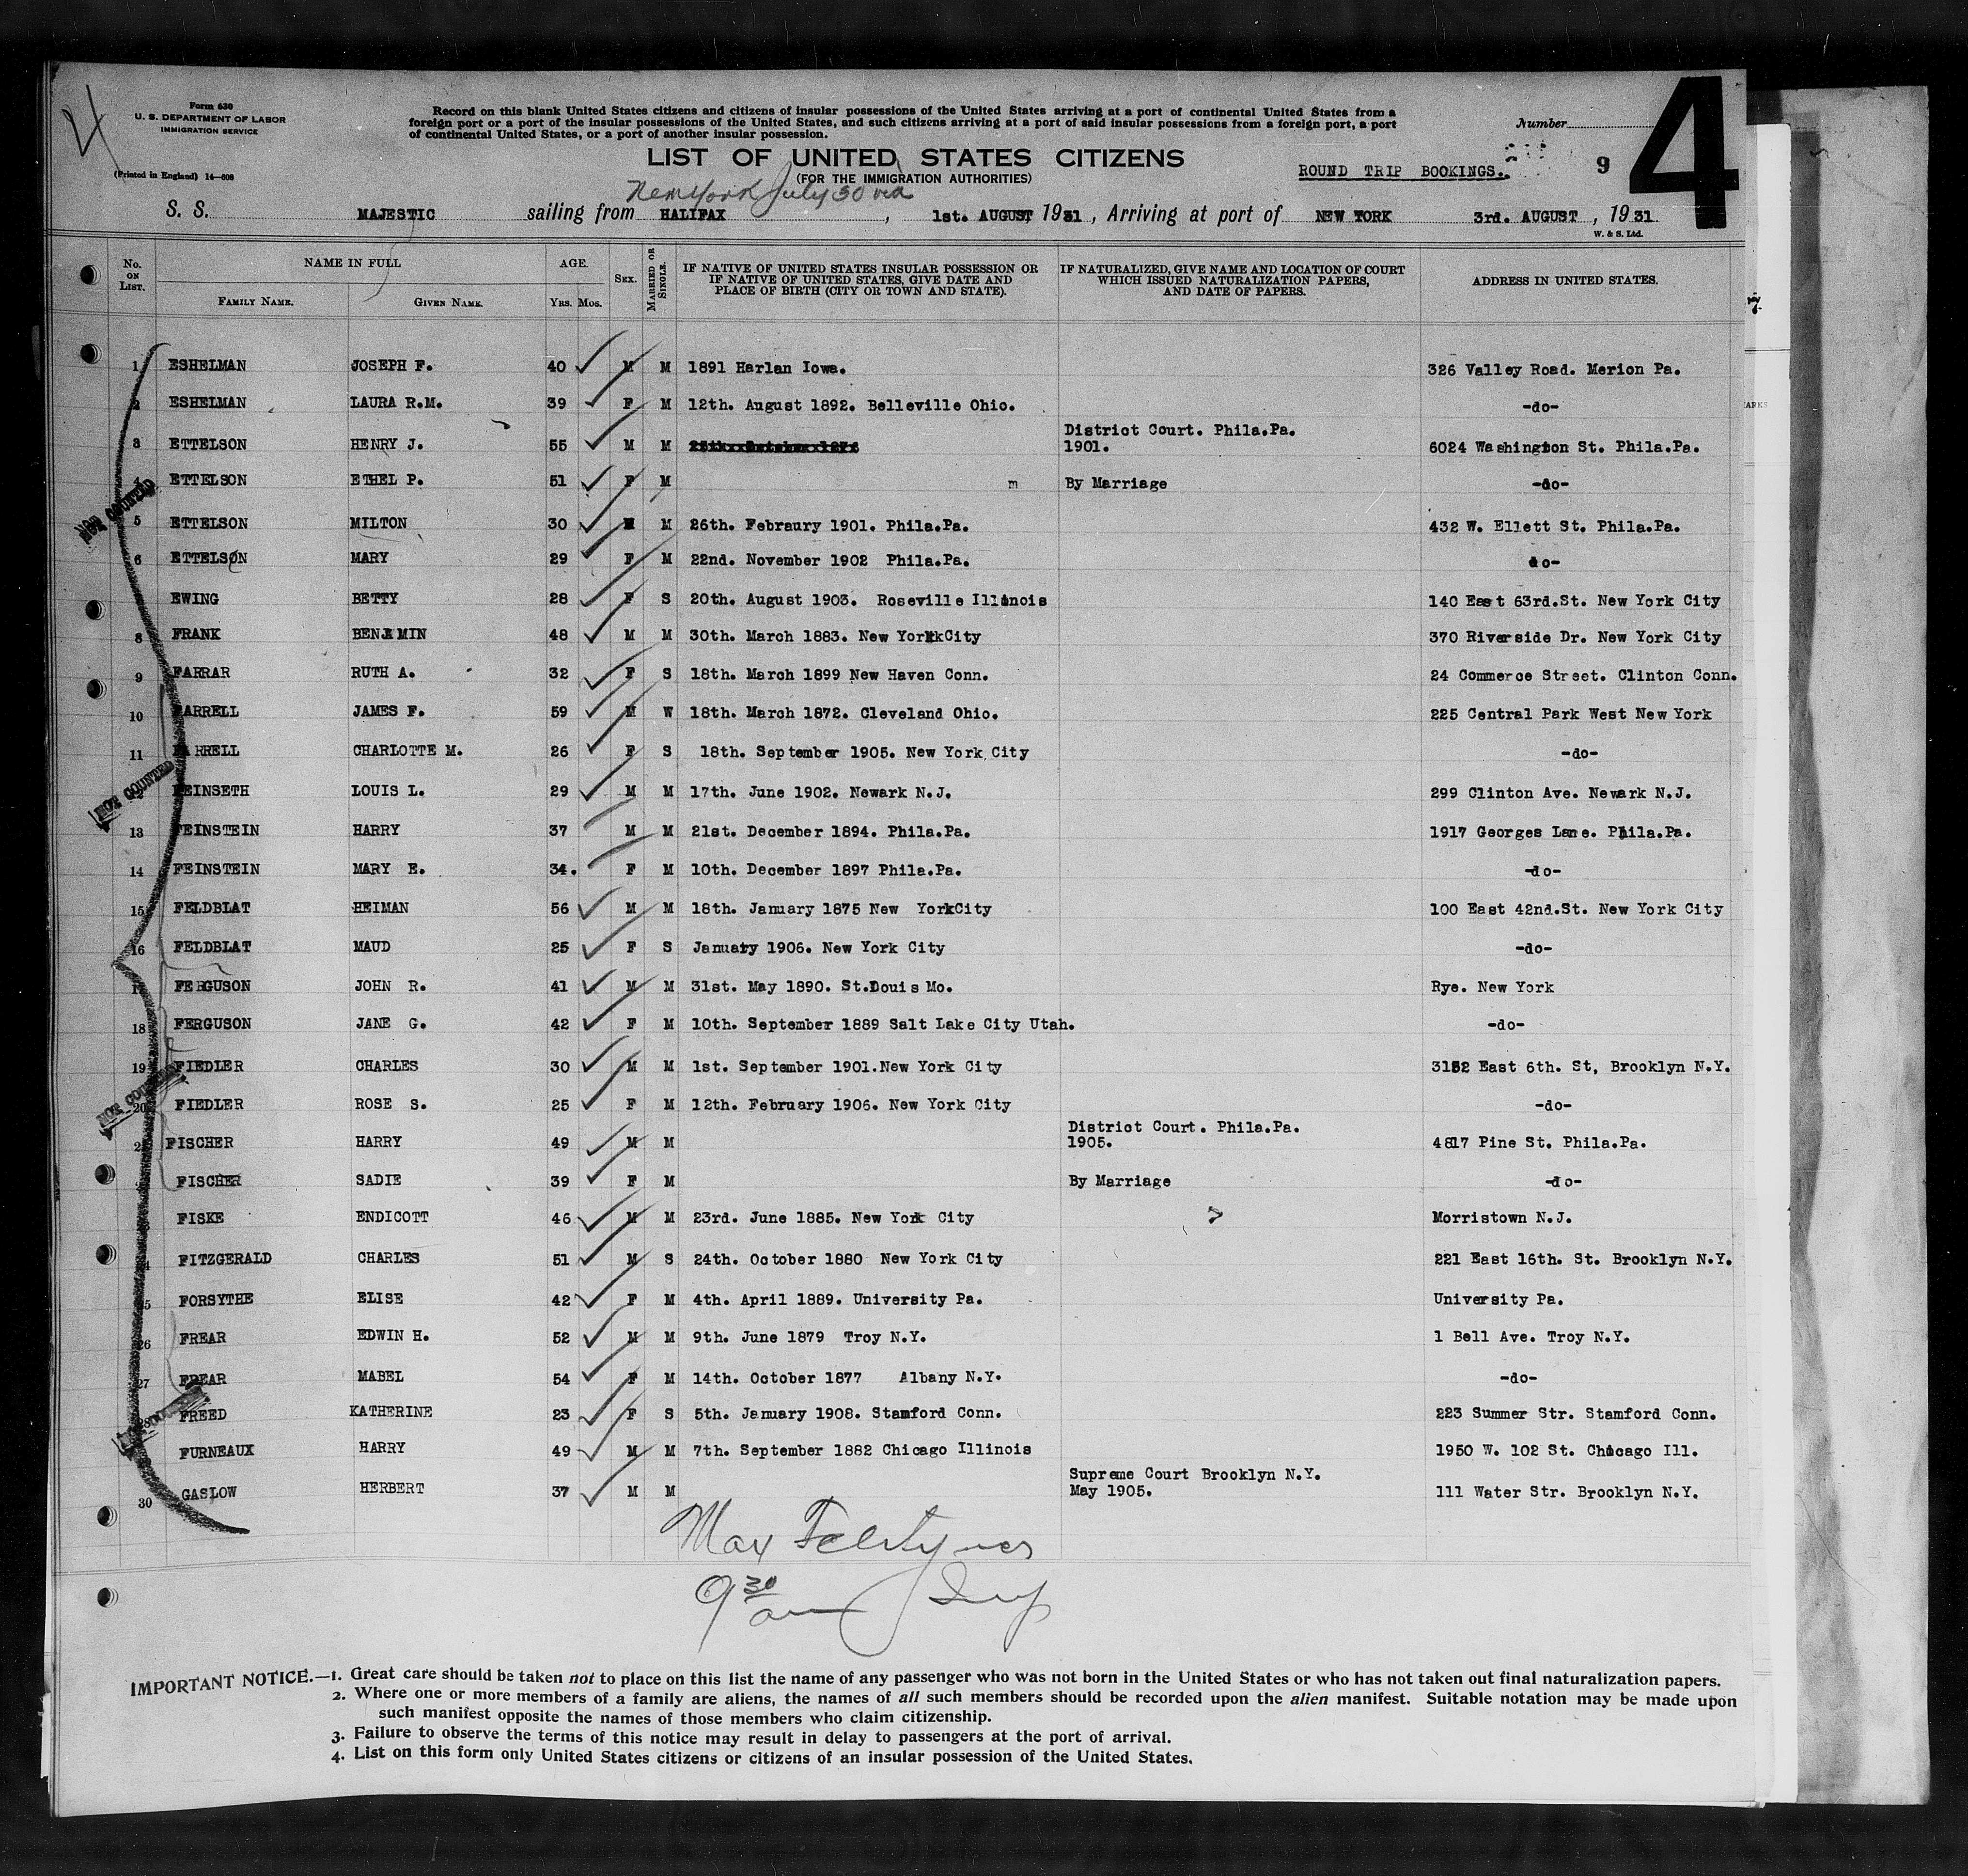 Form 630
U. S. DEPARTMENT OF LABOR
IMMIGRATION SERVICE
(Printed in England) 14—608
Record on this blank United States citizens and citizens of insular possessions of the United States arriving at a port of continental United States from a
foreign port or a port of the insular possessions of the United States, and such citizens arriving at a port of said insular possessions from a foreign port, a port
of continental United States, or a port of another insular possession.
Number
4
LIST OF UNITED STATES CITIZENS
(FOR THE IMMIGRATION AUTHORITIES)
ROUND TRIP BOOKINGS. 9
New York July 30 via
S. S. MAJESTIC sailing from HALIFAX, 1st. AUGUST 1931, Arriving at port of NEW YORK 3rd. AUGUST, 1931
W. & S. Ltd.
No. ON LIST. NAME IN FULL FAMILY NAME. GIVEN NAME. AGE. YRS. MOS. SEX. MARRIED OR SINGLE. IF NATIVE OF UNITED STATES INSULAR POSSESSION OR IF NATIVE OF UNITED STATES, GIVE DATE AND PLACE OF BIRTH (CITY OR TOWN AND STATE). IF NATURALIZED, GIVE NAME AND LOCATION OF COURT WHICH ISSUED NATURALIZATION PAPERS, AND DATE OF PAPERS. ADDRESS IN UNITED STATES.
1 ESHELMAN JOSEPH F. 40 M M 1891 Harlan Iowa. 326 Valley Road. Merion Pa.
2 ESHELMAN LAURA R.M. 39 F M 12th. August 1892. Belleville Ohio. -do-
3 ETTELSON HENRY J. 55 M M District Court. Phila.Pa. 1901. 6024 Washington St. Phila.Pa.
4 ETTELSON ETHEL P. 51 F M m By Marriage -do-
5 ETTELSON MILTON 30 M M 26th. Febraury 1901. Phila.Pa. 432 W. Ellett St. Phila.Pa.
6 ETTELSON MARY 29 F M 22nd. November 1902 Phila.Pa. do-
EWING BETTY 28 F S 20th. August 1903. Roseville Illinois 140 East 63rd.St. New York City
8 FRANK BENJAMIN 48 M M 30th. March 1883. New York City 370 Riverside Dr. New York City
9 FARRAR RUTH A. 32 F S 18th. March 1899 New Haven Conn. 24 Commerce Street. Clinton Conn.
10 FARRELL JAMES F. 59 M W 18th. March 1872. Cleveland Ohio. 225 Central Park West New York
11 FARRELL CHARLOTTE M. 26 F S 18th. September 1905. New York City -do-
FEINSETH LOUIS L. 29 M M 17th. June 1902. Newark N.J. 299 Clinton Ave. Newark N.J.
13 FEINSTEIN HARRY 37 M M 21st. December 1894. Phila.Pa. 1917 Georges Lane. Phila.Pa.
14 FEINSTEIN MARY E. 34. F M 10th. December 1897 Phila.Pa. -do-
15 FELDBLAT HEIMAN 56 M M 18th. January 1875 New YorkCity 100 East 42nd.St. New York City
16 FELDBLAT MAUD 25 F S January 1906. New York City -do-
17 FERGUSON JOHN R. 41 M M 31st. May 1890. St.Douis Mo. Rye. New York
18 FERGUSON JANE G. 42 F M 10th. September 1889 Salt Lake City Utah. -do-
19 FIEDLER CHARLES 30 M M 1st. September 1901.New York City 3152 East 6th. St, Brooklyn N.Y.
20 FIEDLER ROSE S. 25 F M 12th. February 1906. New York City -do-
21 FISCHER HARRY 49 M M District Court. Phila.Pa. 1905. 4817 Pine St. Phila.Pa.
FISCHER SADIE 39 F M By Marriage -do-
FISKE ENDICOTT 46 M M 23rd. June 1885. New York City Morristown N.J.
FITZGERALD CHARLES 51 M S 24th. October 1880 New York City 221 East 16th. St. Brooklyn N.Y.
25 FORSYTHE ELISE 42 F M 4th. April 1889. University Pa. University Pa.
26 FREAR EDWIN H. 52 M M 9th. June 1879 Troy N.Y. 1 Bell Ave. Troy N.Y.
27 FREAR MABEL 54 F M 14th. October 1877 Albany N.Y. -do-
28 FREED KATHERINE 23 F S 5th. January 1908. Stamford Conn. 223 Summer Str. Stamford Conn.
FURNEAUX HARRY 49 M M 7th. September 1882 Chicago Illinois 1950 W. 102 St. Chicago Ill.
30 GASLOW HERBERT 37 M M Supreme Court Brooklyn N.Y. May 1905. 111 Water Str. Brooklyn N.Y.
NOT COUNTED
NOT COUNTED
NOT COUNTED
Max
9 30 am
IMPORTANT NOTICE.—1. Great care should be taken not to place on this list the name of any passenger who was not born in the United States or who has not taken out final naturalization papers.
2. Where one or more members of a family are aliens, the names of all such members should be recorded upon the alien manifest. Suitable notation may be made upon
such manifest opposite the names of those members who claim citizenship.
3. Failure to observe the terms of this notice may result in delay to passengers at the port of arrival.
4. List on this form only United States citizens or citizens of an insular possession of the United States.